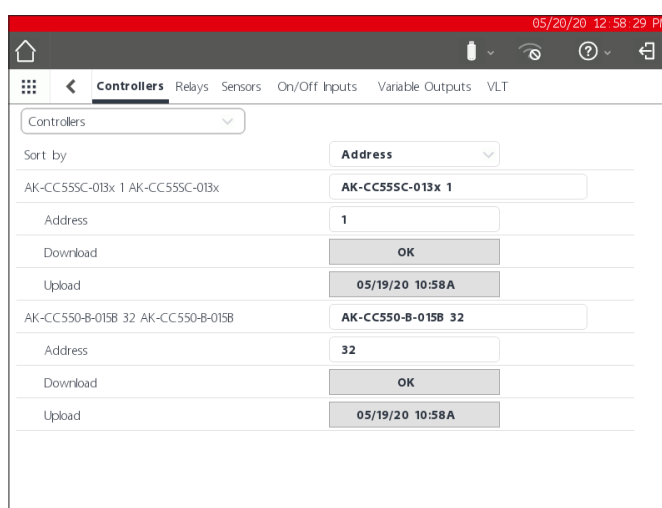 05/20/20 12:58:29 PM
Controllers Relays Sensors On/Off Inputs Variable Outputs VLT
Controllers
Sort by Address
AK-CC55SC-013x 1 AK-CC55SC-013x AK-CC55SC-013x 1
Address 1
Download OK
Upload 05/19/20 10:58A
AK-CC550-B-015B 32 AK-CC550-B-015B AK-CC550-B-015B 32
Address 32
Download OK
Upload 05/19/20 10:58A